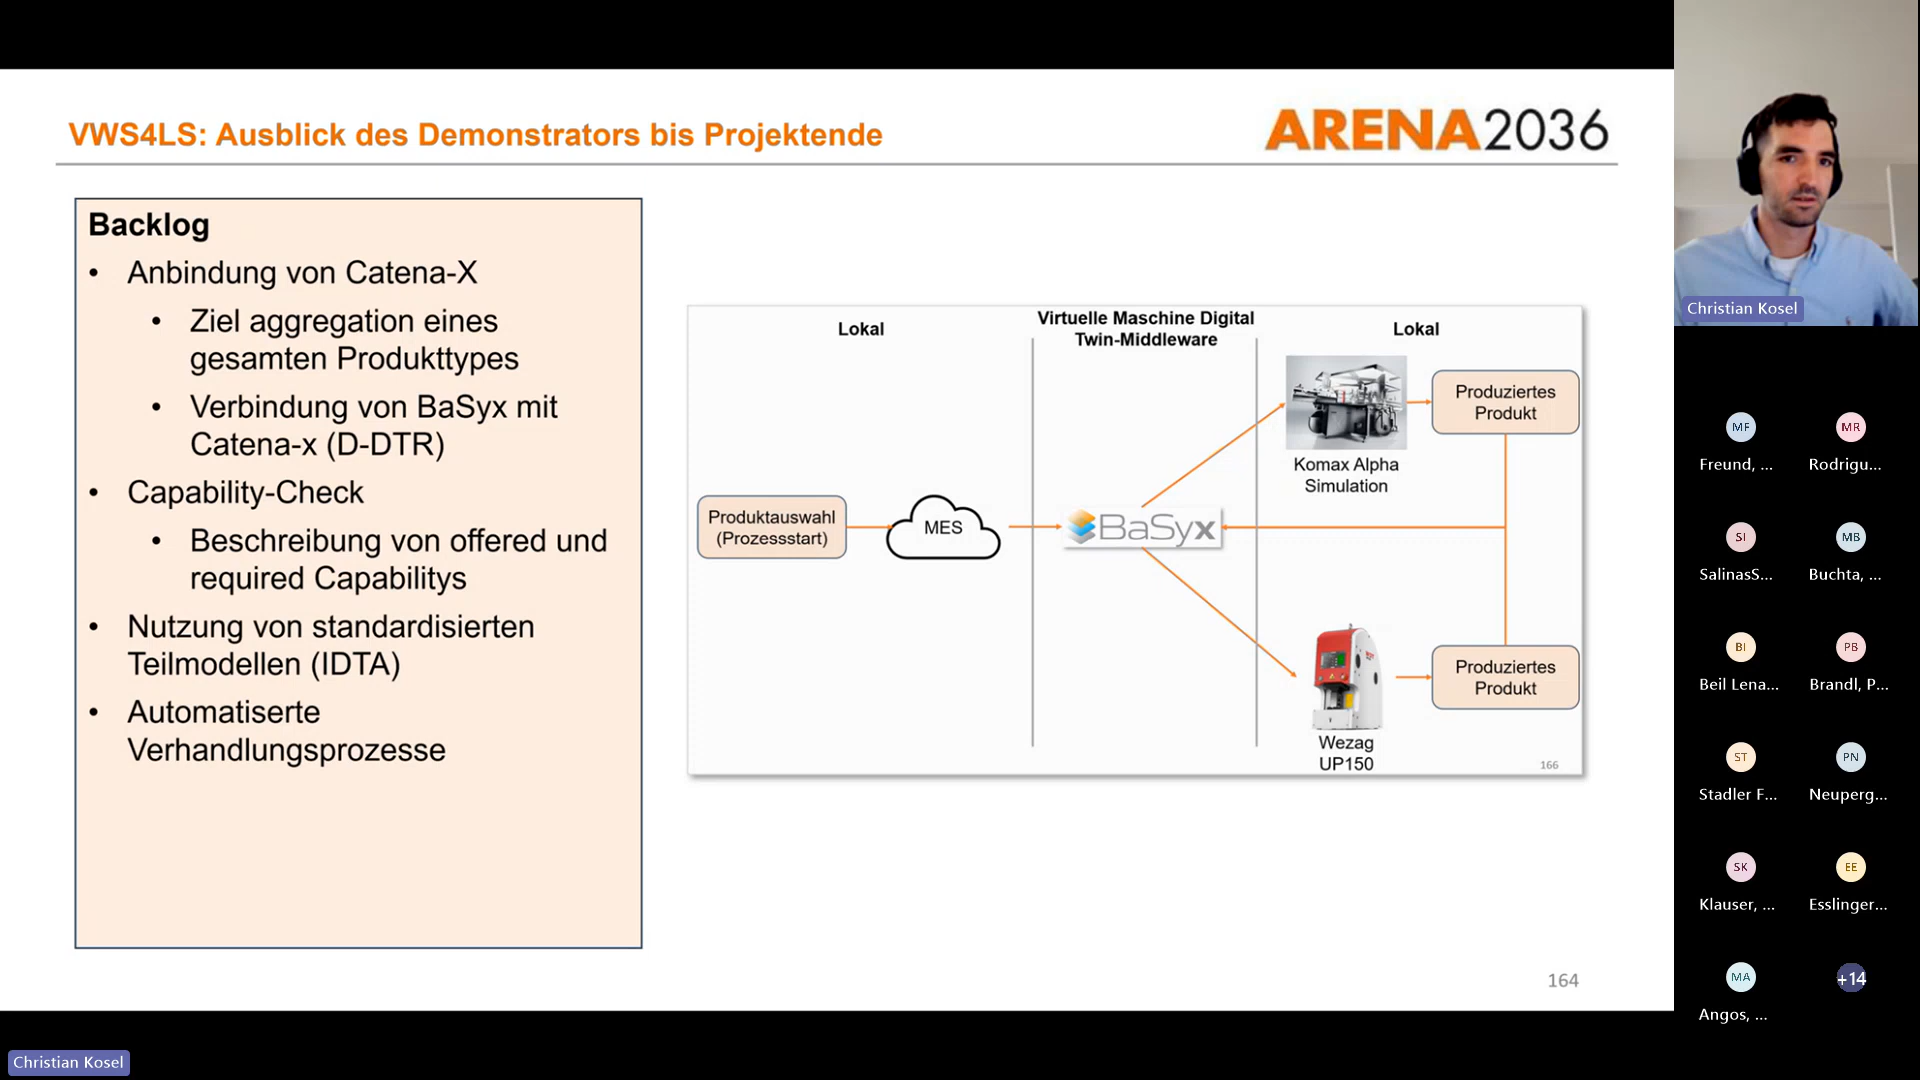 VWS4LS: Ausblick des Demonstrators bis Projektende
ARENA2036
Backlog
• Anbindung von Catena-X
• Ziel aggregation eines
gesamten Produkttypes
• Verbindung von BaSyx mit
Catena-x (D-DTR)
• Capability-Check
• Beschreibung von offered und
required Capabilitys
• Nutzung von standardisierten
Teilmodellen (IDTA)
• Automatiserte
Verhandlungsprozesse
Lokal
Virtuelle Maschine Digital
Twin-Middleware
Lokal
Produktauswahl
(Prozessstart)
MES
BaSyx
Komax Alpha
Simulation
Produziertes
Produkt
Wezag
UP150
Produziertes
Produkt
166
164
Christian Kosel
MF
Freund, ...
MR
Rodrigu...
SI
SalinasS...
MB
Buchta, ...
BI
Beil Lena...
PB
Brandl, P...
ST
Stadler F...
PN
Neuperg...
SK
Klauser, ...
EE
Esslinger...
MA
Angos, ...
+14
Christian Kosel